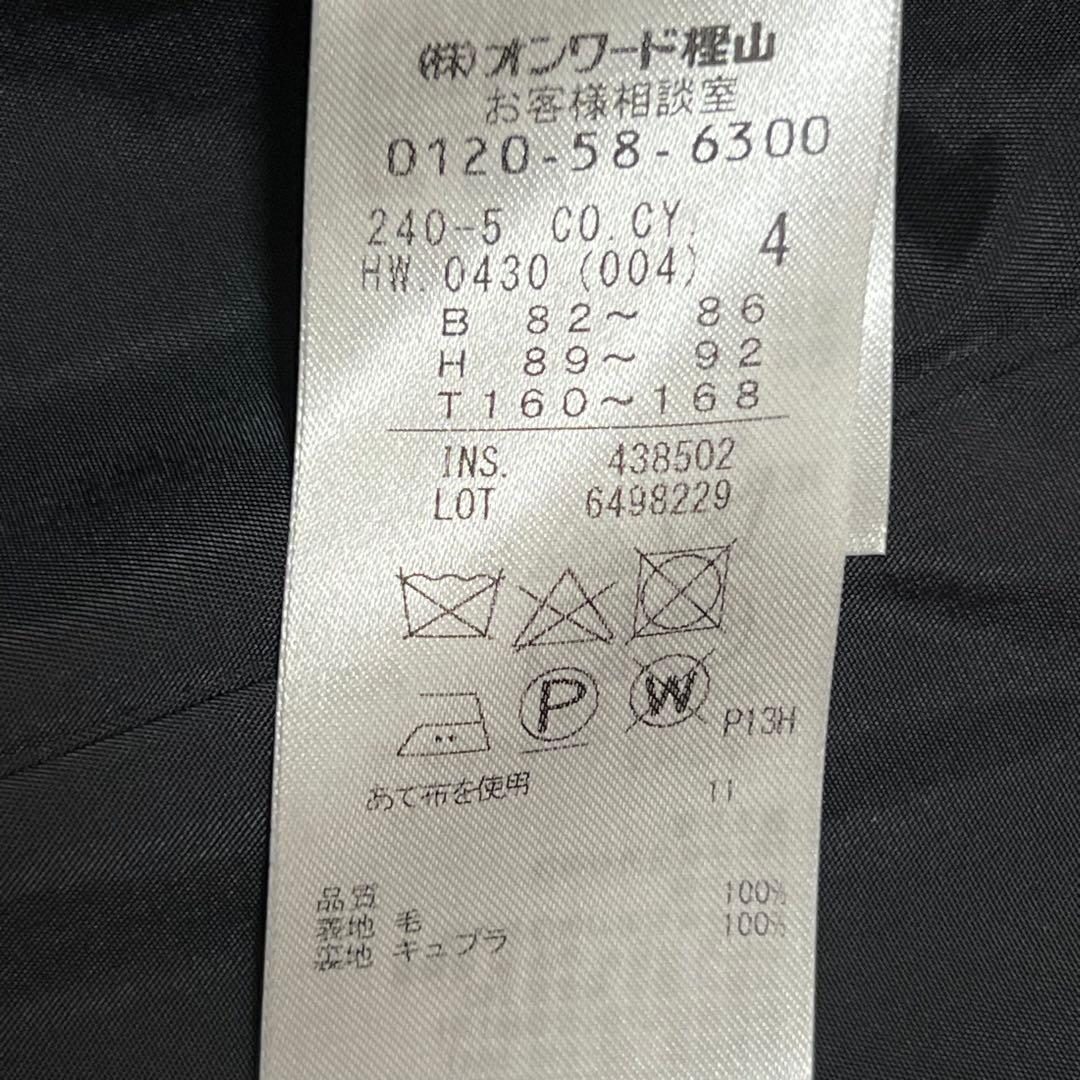 (株)オンワード樫山
お客様相談室
0120-58-6300
240-5 CO.CY. 4
HW.0430 (004)
B 82～ 86
H 89～ 92
T160～168
INS. 438502
LOT 6498229
P W P13H
あて布を使用 11
品質
表地 毛 100%
裏地 キュプラ 100%